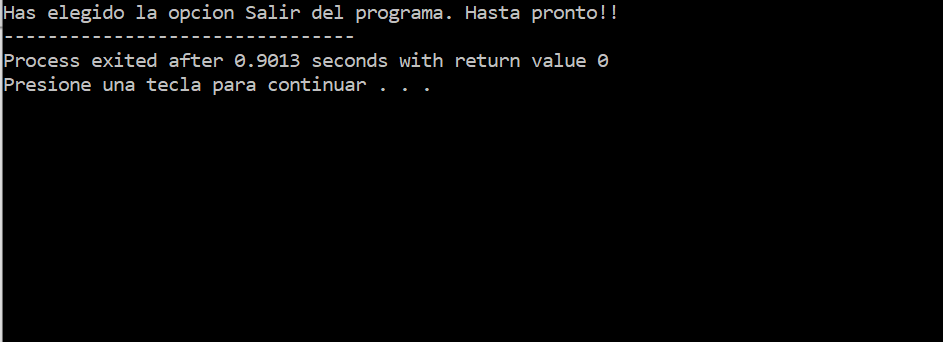 Has elegido la opcion Salir del programa. Hasta pronto!!
--------------------------------
Process exited after 0.9013 seconds with return value 0
Presione una tecla para continuar . . .